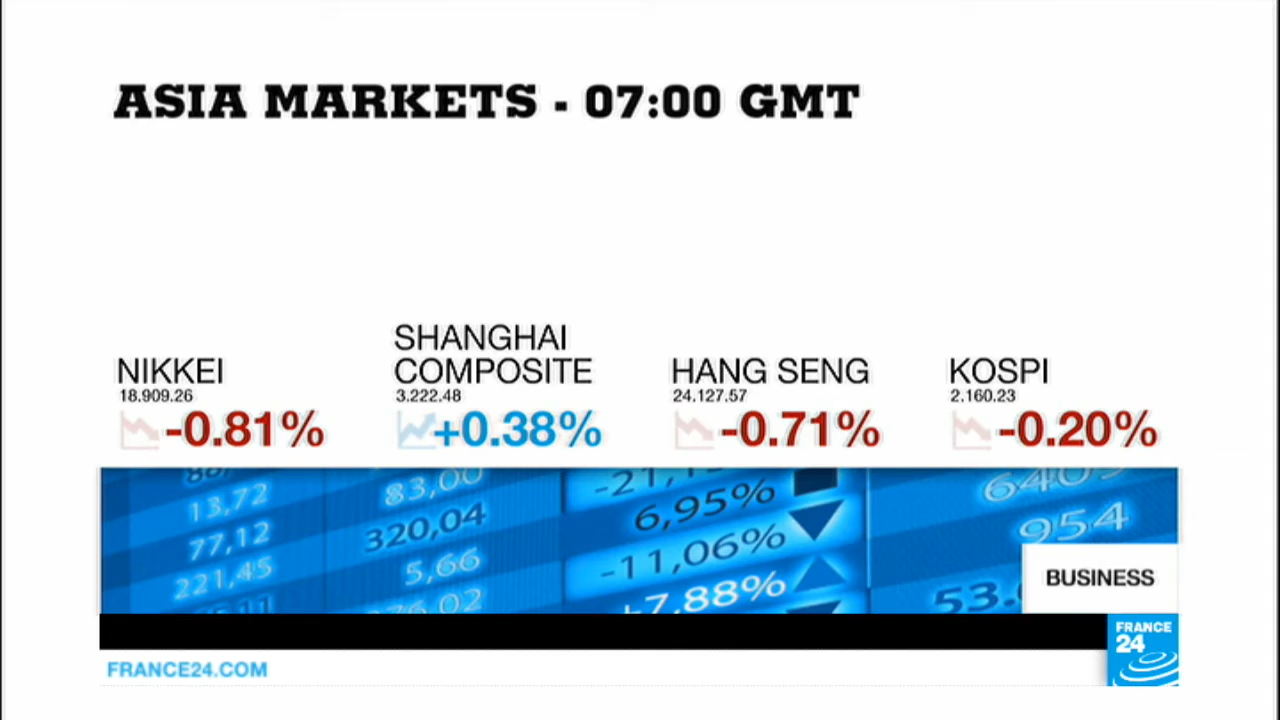 ASIA MARKETS - 07:00 GMT
NIKKEI
18.909.26
-0.81%
SHANGHAI
COMPOSITE
3.222.48
+0.38%
HANG SENG
24.127.57
-0.71%
KOSPI
2.160.23
-0.20%
13,72
77,12
221,45
83,00
320,04
5,66
6,95%
-11,06%
+7,88%
954
BUSINESS
FRANCE
24
FRANCE24.COM